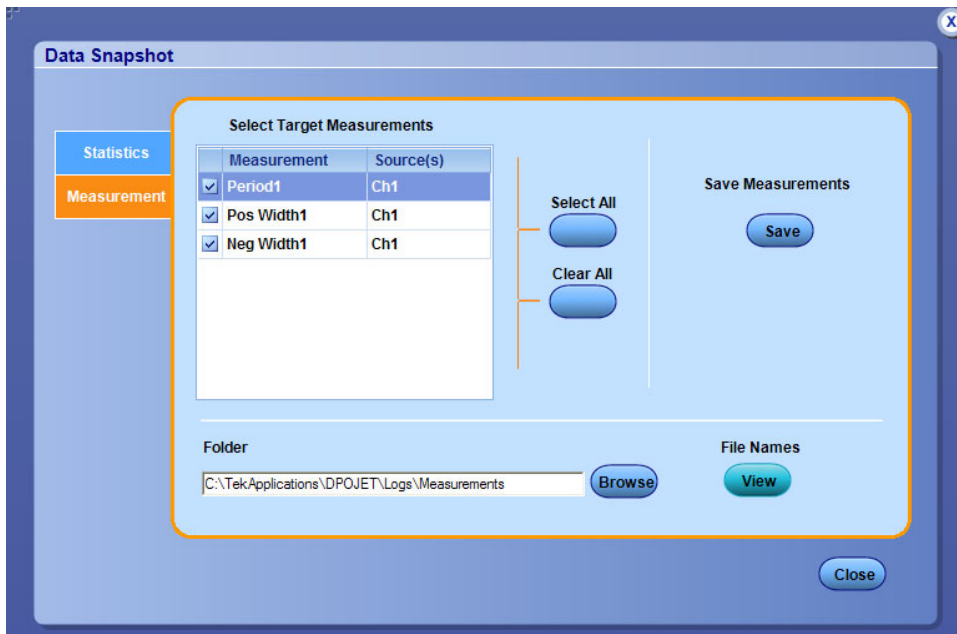 X
Data Snapshot
Statistics
Measurement
Select Target Measurements
Measurement Source(s)
Period1 Ch1
Pos Width1 Ch1
Neg Width1 Ch1
Select All
Clear All
Save Measurements
Save
Folder
C:\TekApplications\DPOJET\Logs\Measurements
Browse
File Names
View
Close